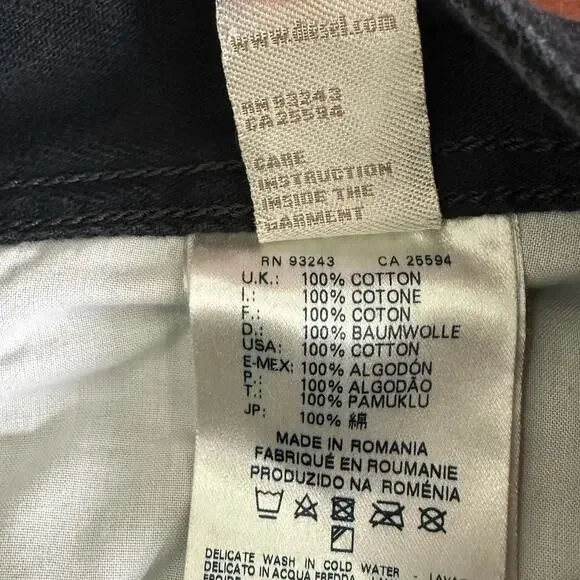 www.diesel.com
RN 93243
CA 25594
CARE
INSTRUCTION
INSIDE THE
GARMENT
RN 93243 CA 25594
U.K.: 100% COTTON
I.: 100% COTONE
F.: 100% COTON
D.: 100% BAUMWOLLE
USA: 100% COTTON
E-MEX: 100% ALGODÓN
P.: 100% ALGODÃO
T.: 100% PAMUKLU
JP: 100% 綿
MADE IN ROMANIA
FABRIQUÉ EN ROUMANIE
PRODUZIDO NA ROMÉNIA
DELICATE WASH IN COLD WATER - LAVA
DELICATO IN ACQUA FREDDA
FROIDE